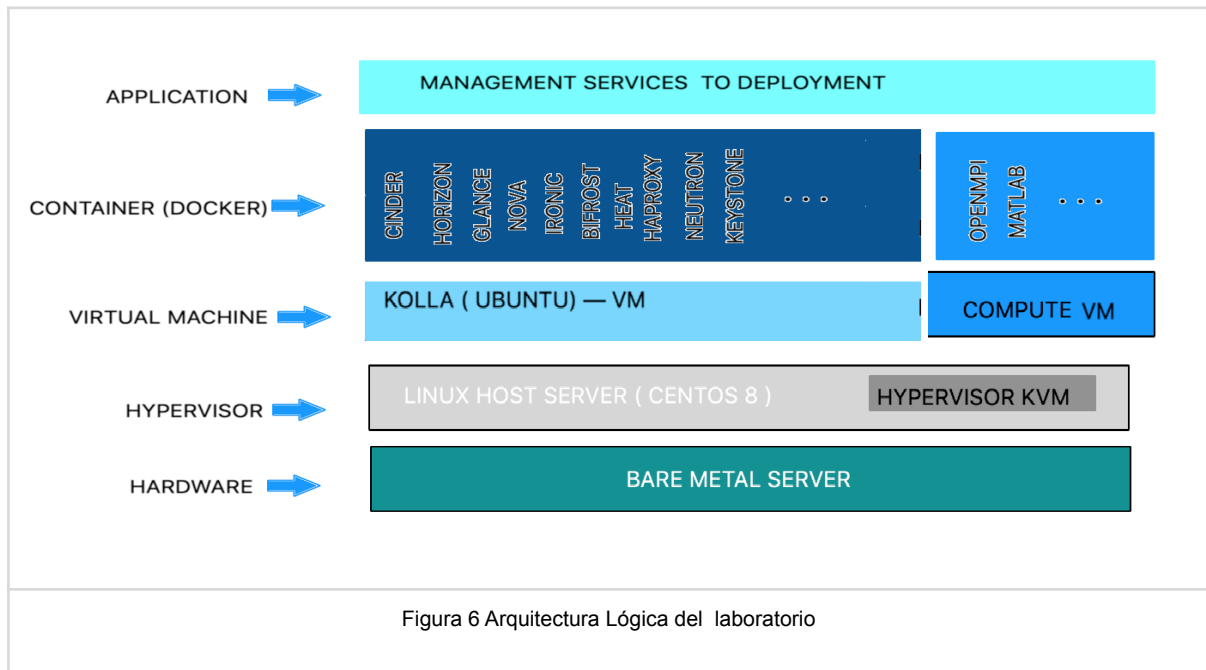 APPLICATION
MANAGEMENT SERVICES TO DEPLOYMENT
CONTAINER (DOCKER)
CINDER
HORIZON
GLANCE
NOVA
IRONIC
BIFROST
HEAT
HAPROXY
NEUTRON
KEYSTONE
...
OPENMPI
MATLAB
...
VIRTUAL MACHINE
KOLLA ( UBUNTU) — VM
COMPUTE VM
HYPERVISOR
LINUX HOST SERVER ( CENTOS 8 )
HYPERVISOR KVM
HARDWARE
BARE METAL SERVER
Figura 6 Arquitectura Lógica del laboratorio